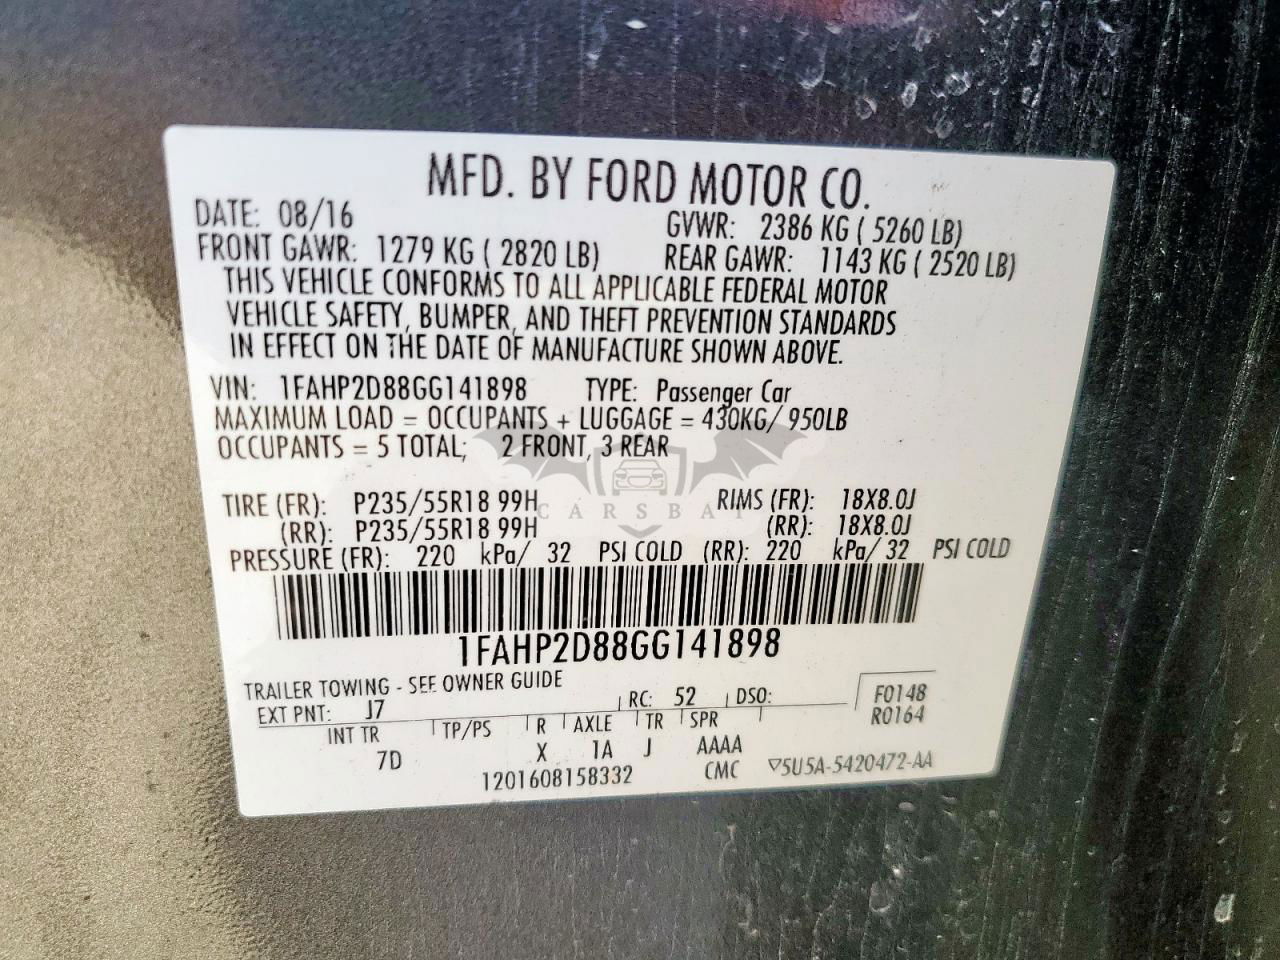 MFD. BY FORD MOTOR CO.
DATE: 08/16 GVWR: 2386 KG ( 5260 LB)
FRONT GAWR: 1279 KG ( 2820 LB) REAR GAWR: 1143 KG ( 2520 LB)
THIS VEHICLE CONFORMS TO ALL APPLICABLE FEDERAL MOTOR
VEHICLE SAFETY, BUMPER, AND THEFT PREVENTION STANDARDS
IN EFFECT ON THE DATE OF MANUFACTURE SHOWN ABOVE.
VIN: 1FAHP2D88GG141898 TYPE: Passenger Car
MAXIMUM LOAD = OCCUPANTS + LUGGAGE = 430KG/ 950LB
OCCUPANTS = 5 TOTAL; 2 FRONT, 3 REAR
CARSBAT
TIRE (FR): P235/55R18 99H RIMS (FR): 18X8.0J
(RR): P235/55R18 99H (RR): 18X8.0J
PRESSURE (FR): 220 kPa/ 32 PSI COLD (RR): 220 kPa/ 32 PSI COLD
1FAHP2D88GG141898
TRAILER TOWING - SEE OWNER GUIDE
EXT PNT: J7 RC: 52 DSO: F0148
R0164
INT TR TP/PS R AXLE TR SPR
7D X 1A J AAAA
1201608158332 CMC ▽5U5A-5420472-AA